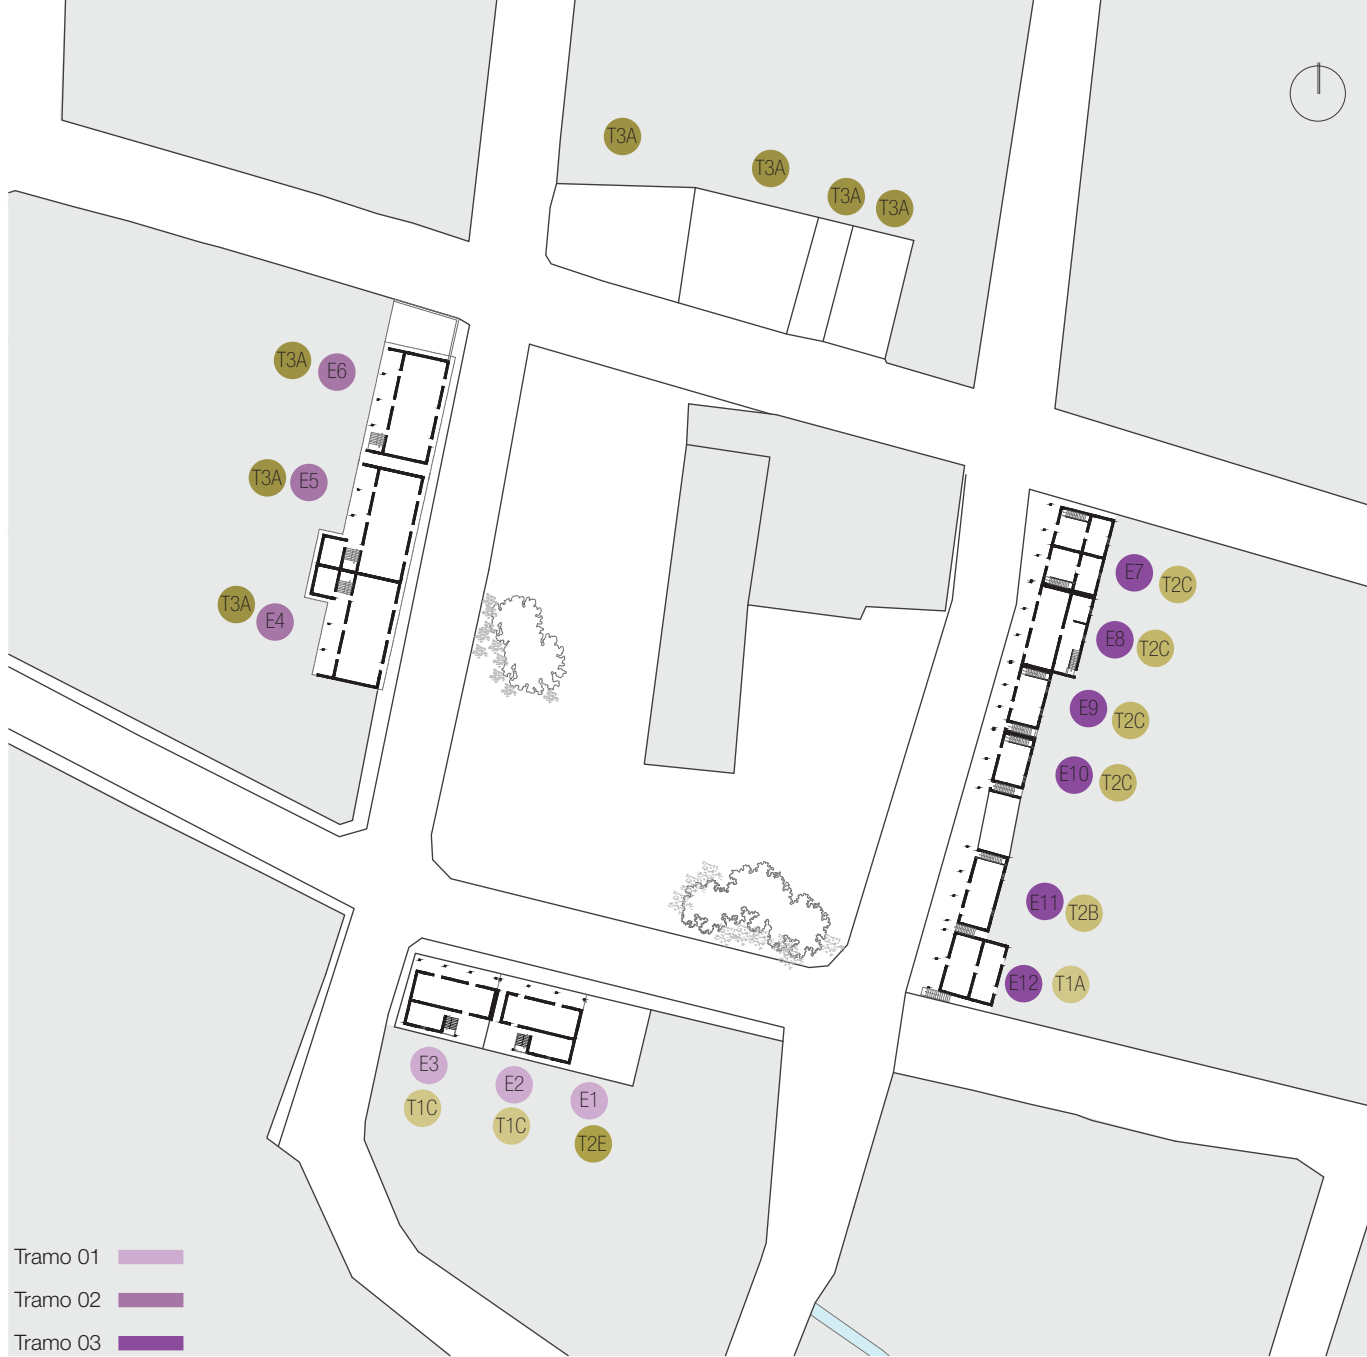 T3A
T3A
T3A
T3A
T3A
E6
T3A
E5
T3A
E4
E7
T2C
E8
T2C
E9
T2C
E10
T2C
E11
T2B
E12
T1A
E3
E2
E1
T1C
T1C
T2E
Tramo 01
Tramo 02
Tramo 03